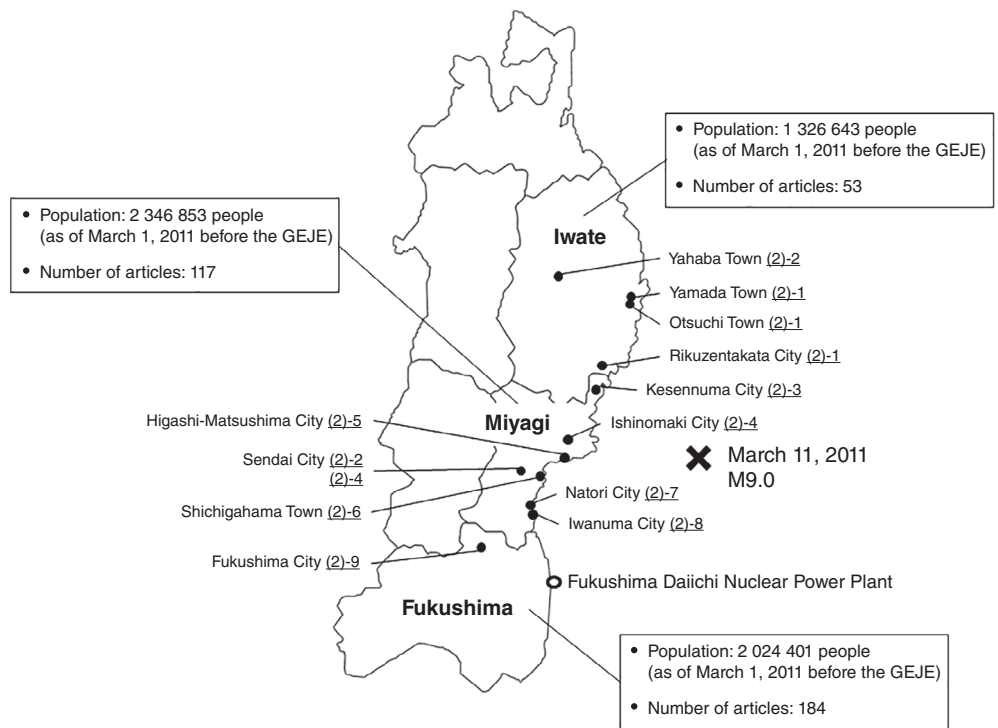 • Population: 1 326 643 people
(as of March 1, 2011 before the GEJE)
• Number of articles: 53
• Population: 2 346 853 people
(as of March 1, 2011 before the GEJE)
• Number of articles: 117
Iwate
Yahaba Town (2)-2
Yamada Town (2)-1
Otsuchi Town (2)-1
Rikuzentakata City (2)-1
Kesennuma City (2)-3
Miyagi
Higashi-Matsushima City (2)-5
Ishinomaki City (2)-4
Sendai City (2)-2
(2)-4
March 11, 2011
M9.0
Shichigahama Town (2)-6
Natori City (2)-7
Iwanuma City (2)-8
Fukushima City (2)-9
Fukushima Daiichi Nuclear Power Plant
Fukushima
• Population: 2 024 401 people
(as of March 1, 2011 before the GEJE)
• Number of articles: 184